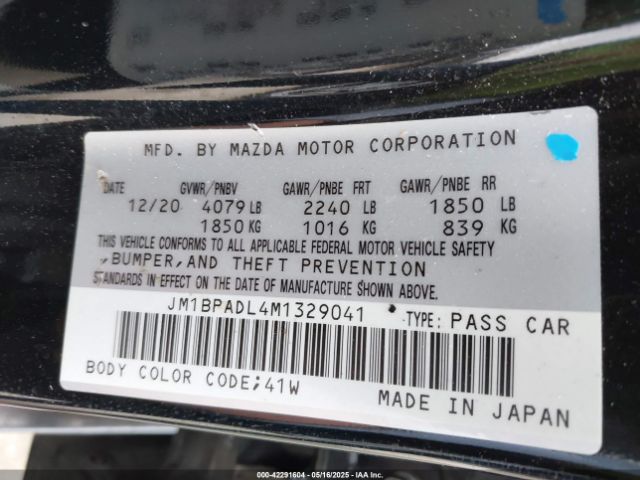 MFD. BY MAZDA MOTOR CORPORATION
DATE GVWR/PNBV GAWR/PNBE FRT GAWR/PNBE RR
12/20 4079 LB 2240 LB 1850 LB
1850 KG 1016 KG 839 KG
THIS VEHICLE CONFORMS TO ALL APPLICABLE FEDERAL MOTOR VEHICLE SAFETY
,BUMPER,AND THEFT PREVENTION
STANDARDS IN EFFECT ON THE DATE OF MANUFACTURE SHOWN ABOVE.
JM1BPADL4M1329041 TYPE: PASS CAR
BODY COLOR CODE;41W MADE IN JAPAN
000-42291604 - 05/16/2025 - © IAA Holdings, LLC